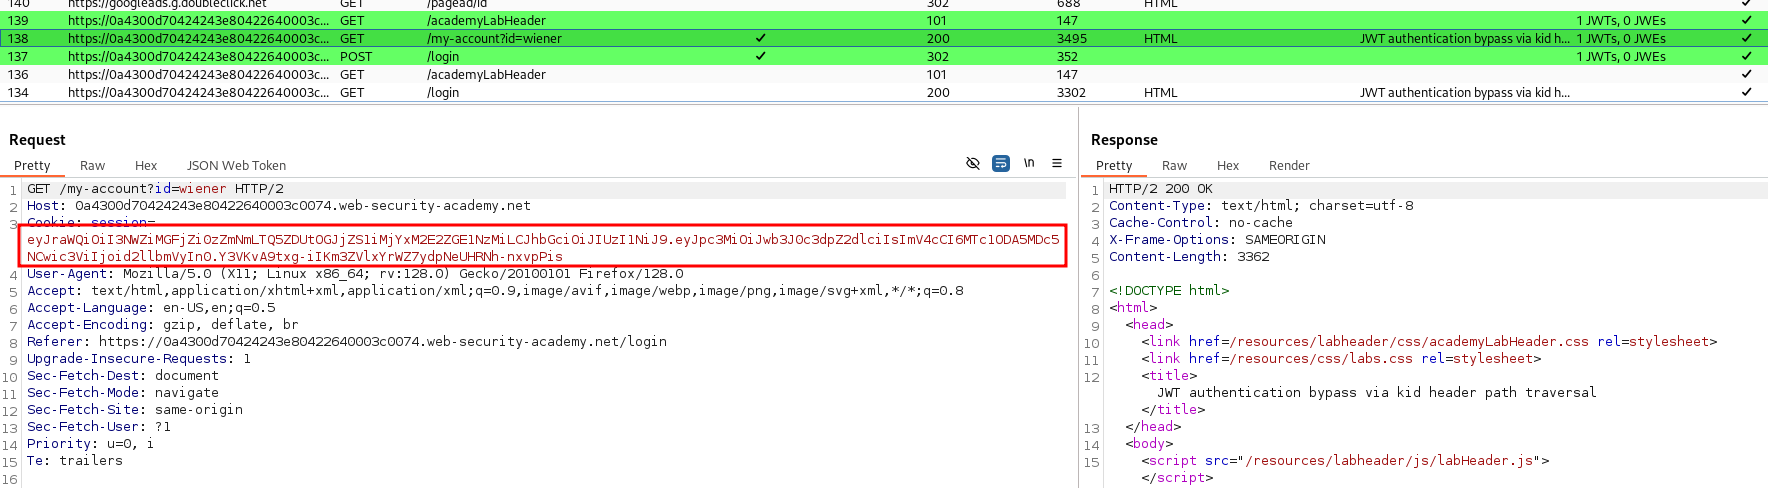 140 https://googleads.g.doubleclick.net GET /pagead/id 302 688 HTML ✓
139 https://0a4300d70424243e80422640003c... GET /academyLabHeader 101 147 1 JWTs, 0 JWEs ✓
138 https://0a4300d70424243e80422640003c... GET /my-account?id=wiener ✓ 200 3495 HTML JWT authentication bypass via kid h... 1 JWTs, 0 JWEs ✓
137 https://0a4300d70424243e80422640003c... POST /login ✓ 302 352 1 JWTs, 0 JWEs ✓
136 https://0a4300d70424243e80422640003c... GET /academyLabHeader 101 147 ✓
134 https://0a4300d70424243e80422640003c... GET /login 200 3302 HTML JWT authentication bypass via kid h... ✓
Request
Pretty Raw Hex JSON Web Token \n
1 GET /my-account?id=wiener HTTP/2
2 Host: 0a4300d70424243e80422640003c0074.web-security-academy.net
3 Cookie: session=
eyJraWQiOiI3NWZiMGFjZi0zZmNmLTQ5ZDUtOGJjZS1iMjYxM2E2ZGE1NzMiLCJhbGciOiJIUzI1NiJ9.eyJpc3MiOiJwb3J0c3dpZ2dlciIsImV4cCI6MTc1ODA5MDc5
NCwic3ViIjoid2llbmVyIn0.Y3VKvA9txg-iIKm3ZVlxYrWZ7ydpNeUHRNh-nxvpPis
4 User-Agent: Mozilla/5.0 (X11; Linux x86_64; rv:128.0) Gecko/20100101 Firefox/128.0
5 Accept: text/html,application/xhtml+xml,application/xml;q=0.9,image/avif,image/webp,image/png,image/svg+xml,*/*;q=0.8
6 Accept-Language: en-US,en;q=0.5
7 Accept-Encoding: gzip, deflate, br
8 Referer: https://0a4300d70424243e80422640003c0074.web-security-academy.net/login
9 Upgrade-Insecure-Requests: 1
10 Sec-Fetch-Dest: document
11 Sec-Fetch-Mode: navigate
12 Sec-Fetch-Site: same-origin
13 Sec-Fetch-User: ?1
14 Priority: u=0, i
15 Te: trailers
16
Response
Pretty Raw Hex Render
1 HTTP/2 200 OK
2 Content-Type: text/html; charset=utf-8
3 Cache-Control: no-cache
4 X-Frame-Options: SAMEORIGIN
5 Content-Length: 3362
6
7 <!DOCTYPE html>
8 <html>
9 <head>
10 <link href=/resources/labheader/css/academyLabHeader.css rel=stylesheet>
11 <link href=/resources/css/labs.css rel=stylesheet>
12 <title>
JWT authentication bypass via kid header path traversal
</title>
13 </head>
14 <body>
15 <script src="/resources/labheader/js/labHeader.js">
</script>